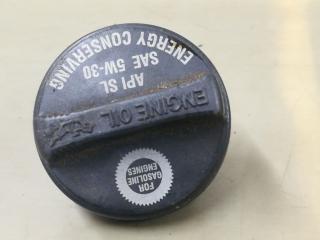 FOR
GASOLINE
ENGINES
ENGINE OIL
API SL
SAE 5W-30
ENERGY CONSERVING